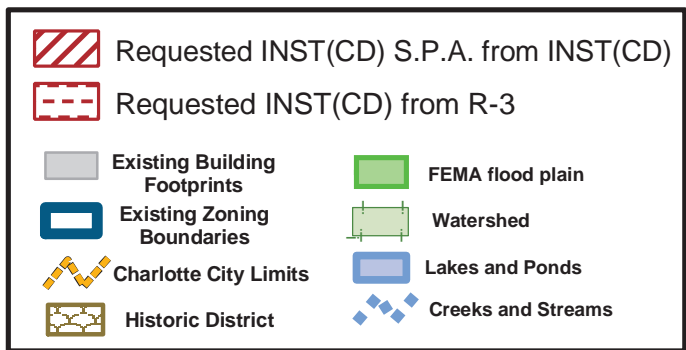 Requested INST(CD) S.P.A. from INST(CD)
Requested INST(CD) from R-3
Existing Building
Footprints
Existing Zoning
Boundaries
Charlotte City Limits
Historic District
FEMA flood plain
Watershed
Lakes and Ponds
Creeks and Streams